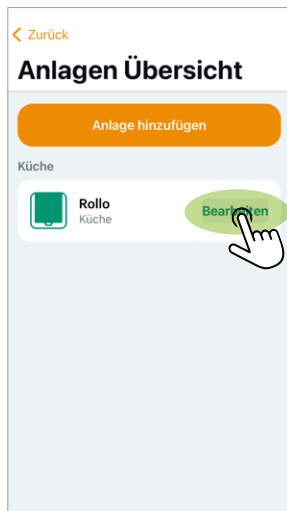 Zurück
Anlagen Übersicht
Anlage hinzufügen
Küche
Rollo
Küche
Bearbeiten